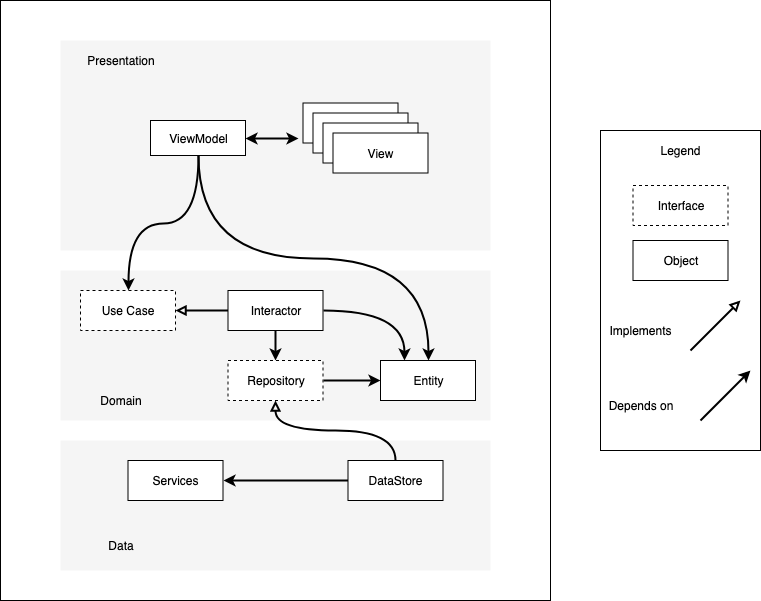 Presentation
ViewModel
View
Use Case
Interactor
Repository
Entity
Domain
Services
DataStore
Data
Legend
Interface
Object
Implements
Depends on